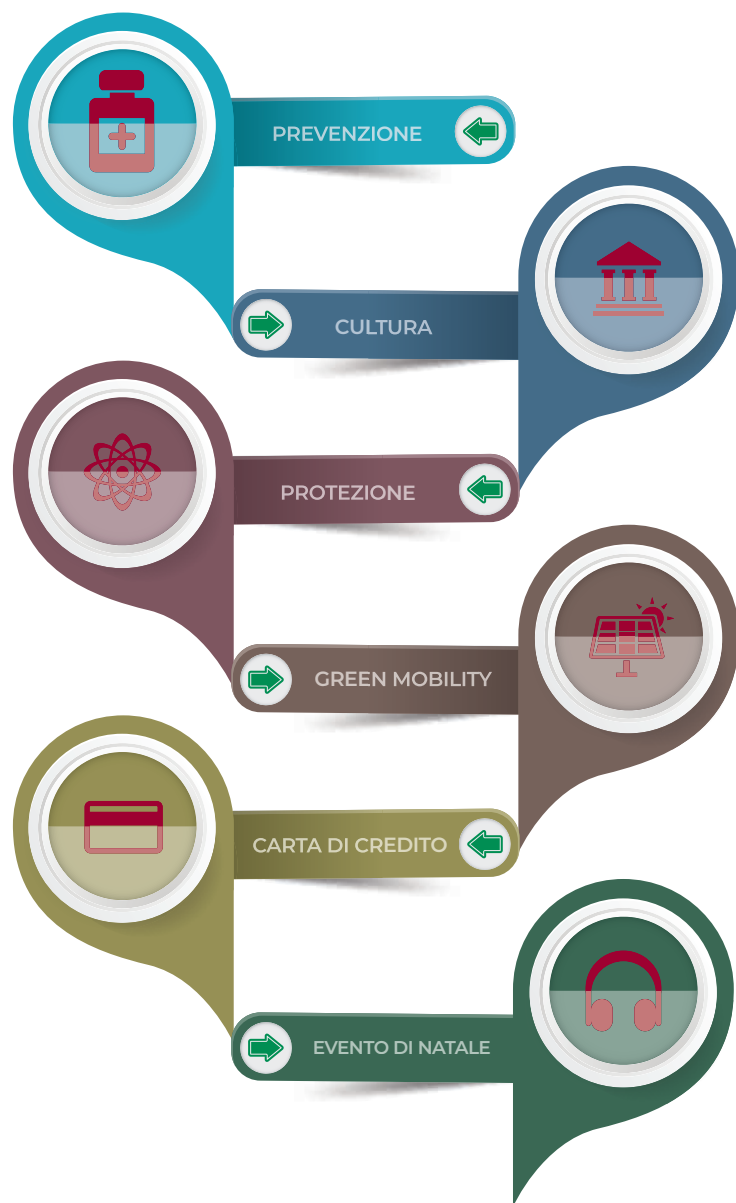 PREVENZIONE
CULTURA
PROTEZIONE
GREEN MOBILITY
CARTA DI CREDITO
EVENTO DI NATALE